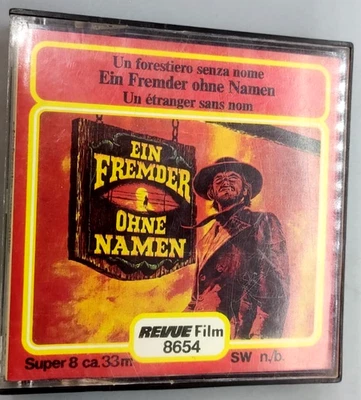 Un forestiero senza nome
Ein Fremder ohne Namen
Un étranger sans nom
EIN
FREMDER
OHNE
NAMEN
REVUE Film
8654
Super 8 ca. 33 m
SW n./b.